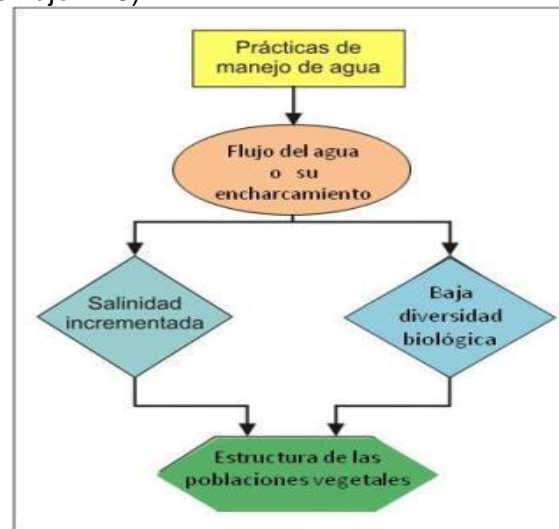 Prácticas de
manejo de agua
Flujo del agua
o su
encharcamiento
Salinidad
incrementada
Baja
diversidad
biológica
Estructura de las
poblaciones vegetales